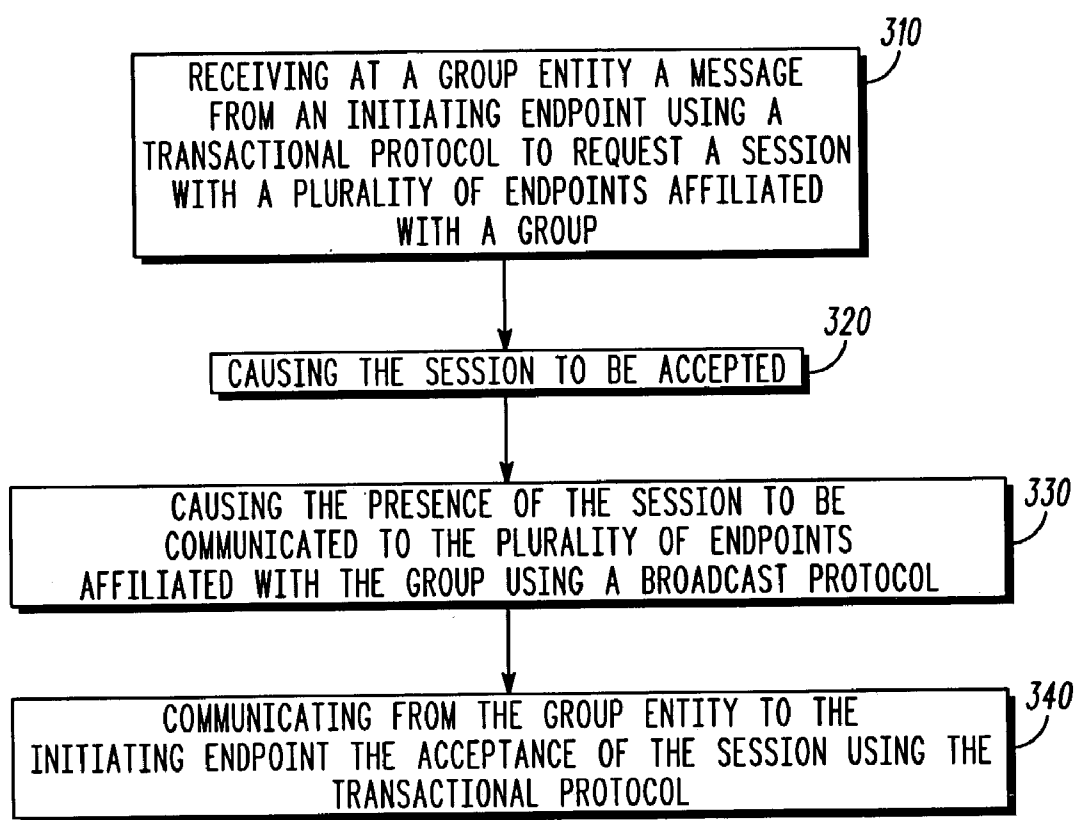 310
RECEIVING AT A GROUP ENTITY A MESSAGE
FROM AN INITIATING ENDPOINT USING A
TRANSACTIONAL PROTOCOL TO REQUEST A SESSION
WITH A PLURALITY OF ENDPOINTS AFFILIATED
WITH A GROUP
320
CAUSING THE SESSION TO BE ACCEPTED
330
CAUSING THE PRESENCE OF THE SESSION TO BE
COMMUNICATED TO THE PLURALITY OF ENDPOINTS
AFFILIATED WITH THE GROUP USING A BROADCAST PROTOCOL
340
COMMUNICATING FROM THE GROUP ENTITY TO THE
INITIATING ENDPOINT THE ACCEPTANCE OF THE SESSION USING THE
TRANSACTIONAL PROTOCOL